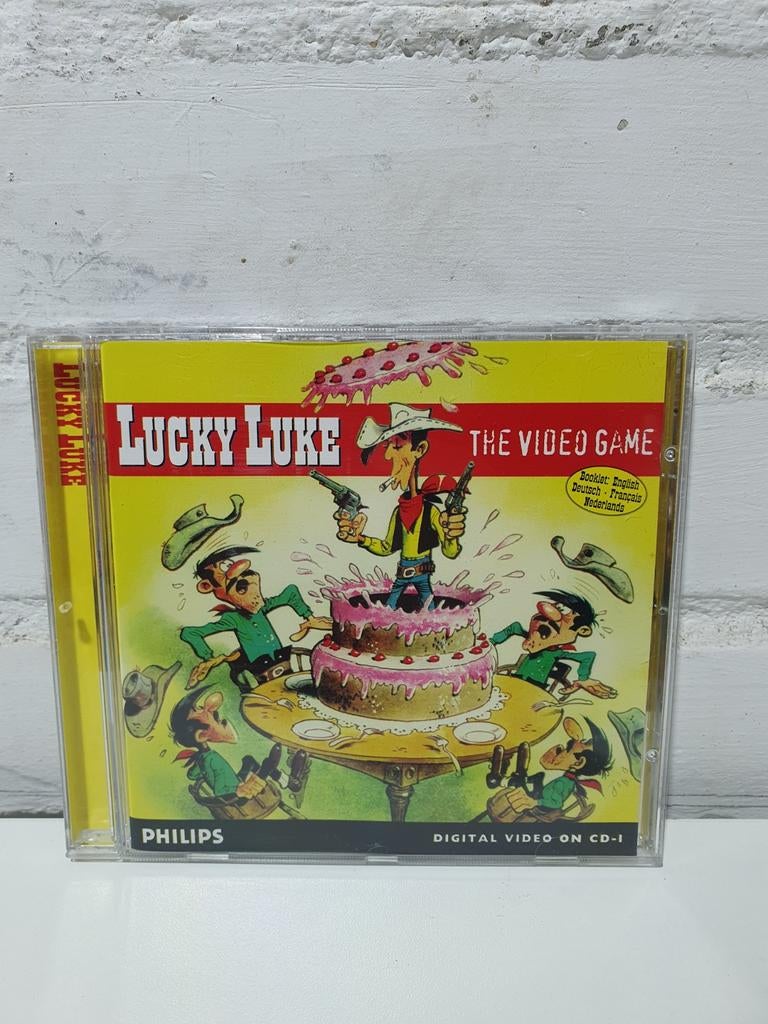 LUCKY LUKE
LUCKY LUKE
THE VIDEO GAME
Booklet: English
Deutsch - Français
Nederlands
PHILIPS
DIGITAL VIDEO ON CD-I